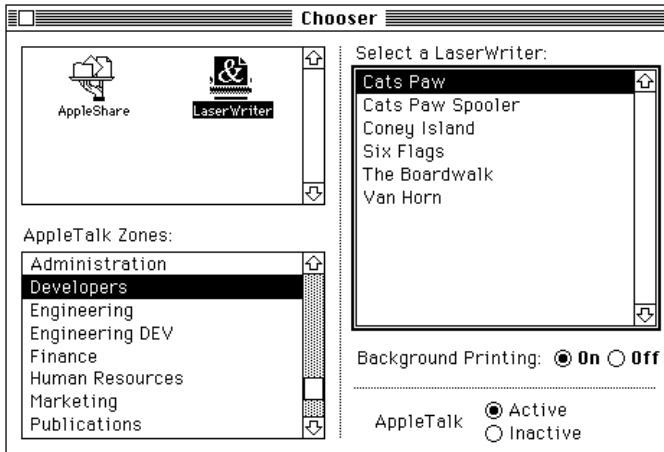 Chooser
AppleShare
LaserWriter
AppleTalk Zones:
Administration
Developers
Engineering
Engineering DEV
Finance
Human Resources
Marketing
Publications
Select a LaserWriter:
Cats Paw
Cats Paw Spooler
Coney Island
Six Flags
The Boardwalk
Van Horn
Background Printing: On Off
AppleTalk
Active
Inactive